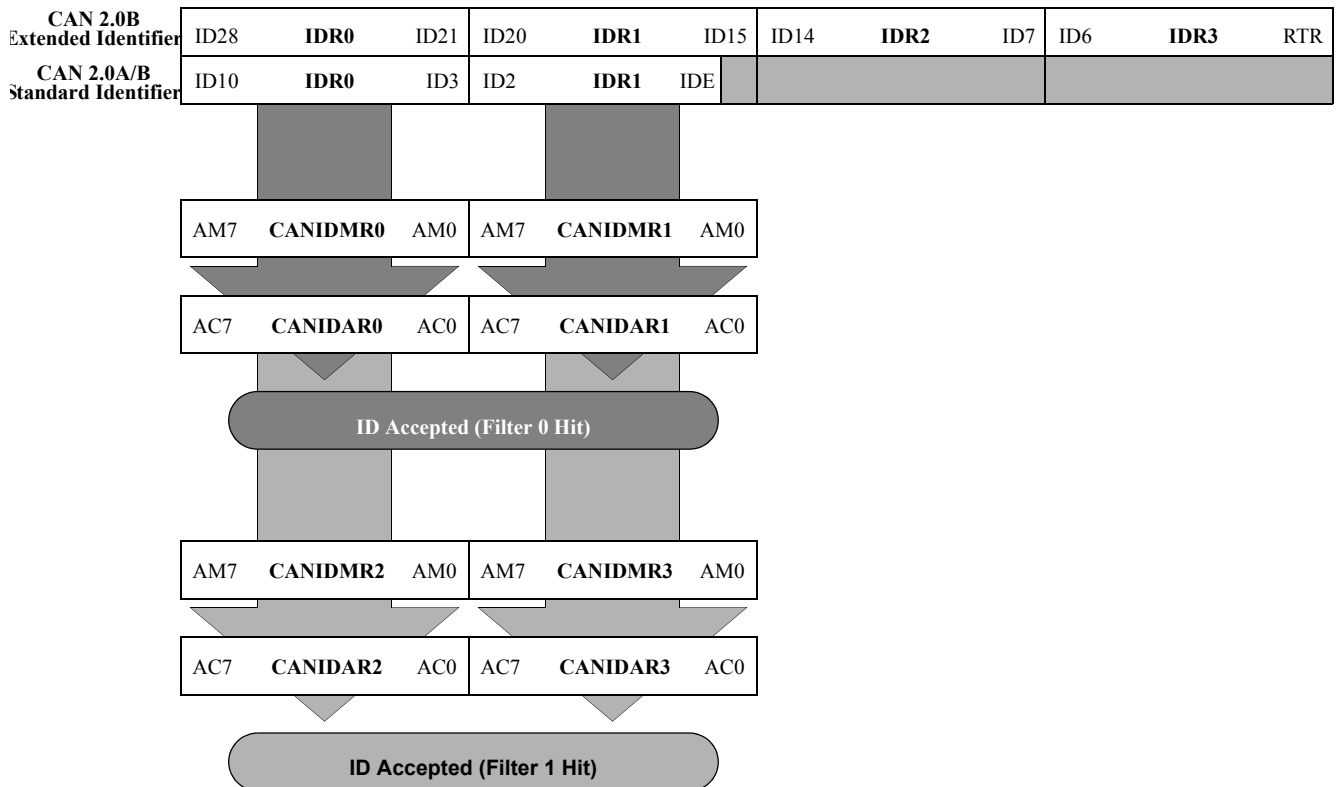 CAN 2.0B
Extended Identifier ID28 IDR0 ID21 ID20 IDR1 ID15 ID14 IDR2 ID7 ID6 IDR3 RTR
CAN 2.0A/B
Standard Identifier ID10 IDR0 ID3 ID2 IDR1 IDE
AM7 CANIDMR0 AM0 AM7 CANIDMR1 AM0
AC7 CANIDAR0 AC0 AC7 CANIDAR1 AC0
ID Accepted (Filter 0 Hit)
AM7 CANIDMR2 AM0 AM7 CANIDMR3 AM0
AC7 CANIDAR2 AC0 AC7 CANIDAR3 AC0
ID Accepted (Filter 1 Hit)